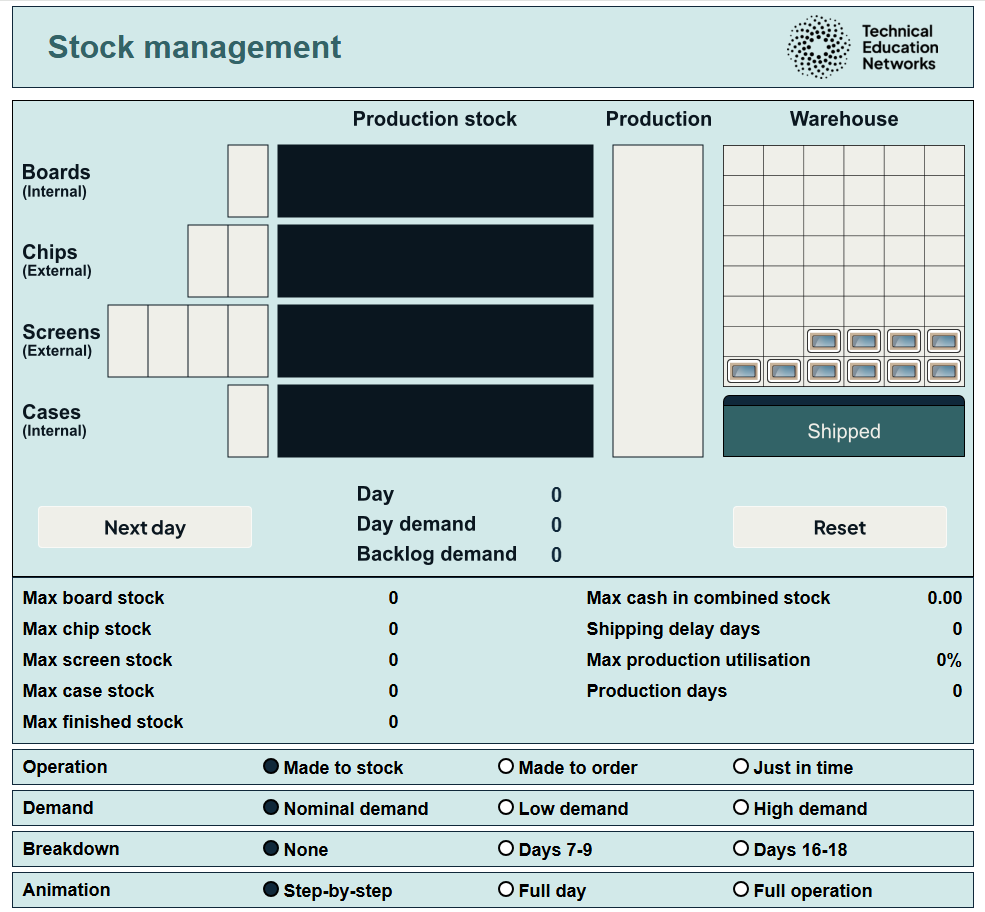 Stock management
Technical
Education
Networks
Production stock Production Warehouse
Boards
(Internal)
Chips
(External)
Screens
(External)
Cases
(Internal)
Shipped
Day 0
Day demand 0
Backlog demand 0
Next day
Reset
Max board stock 0
Max chip stock 0
Max screen stock 0
Max case stock 0
Max finished stock 0
Max cash in combined stock 0.00
Shipping delay days 0
Max production utilisation 0%
Production days 0
Operation Made to stock Made to order Just in time
Demand Nominal demand Low demand High demand
Breakdown None Days 7-9 Days 16-18
Animation Step-by-step Full day Full operation